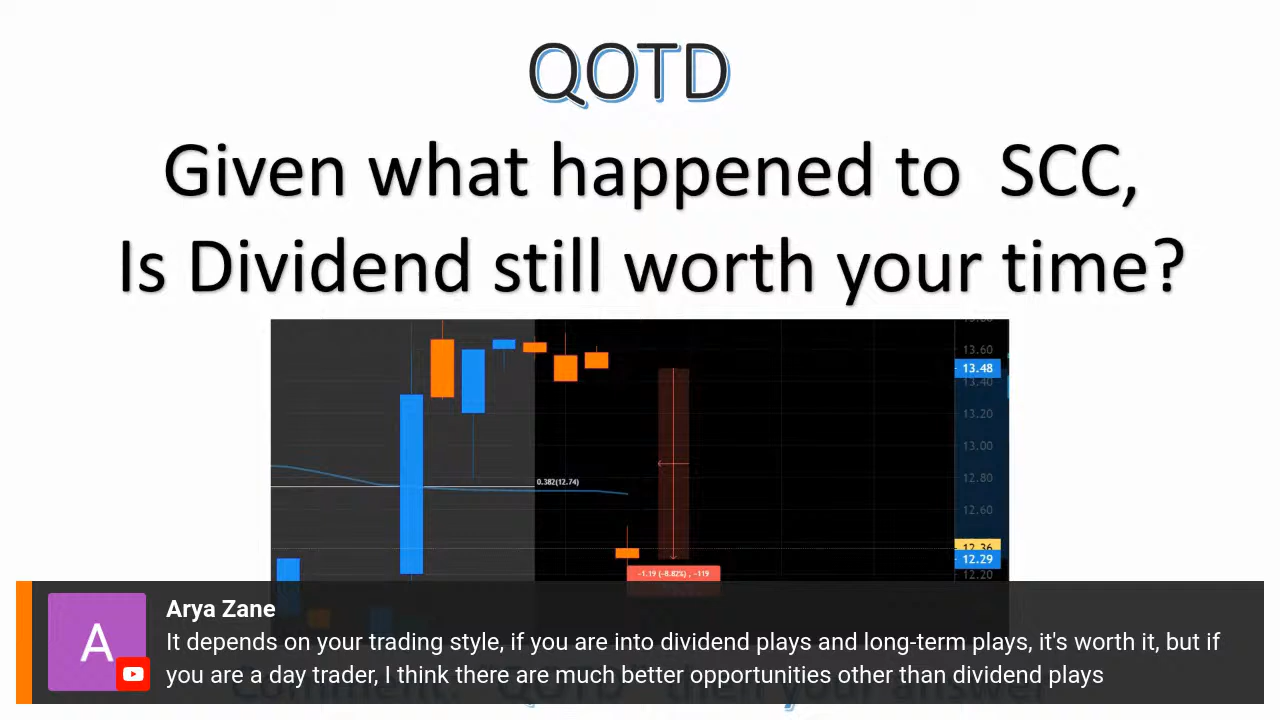 QOTD
Given what happened to SCC,
Is Dividend still worth your time?
13.60
13.48
13.40
13.20
13.00
12.80
0.382(12.74)
12.60
12.36
12.29
12.20
−1.19 (−8.82%) , −119
A
Arya Zane
It depends on your trading style, if you are into dividend plays and long-term plays, it's worth it, but if
you are a day trader, I think there are much better opportunities other than dividend plays